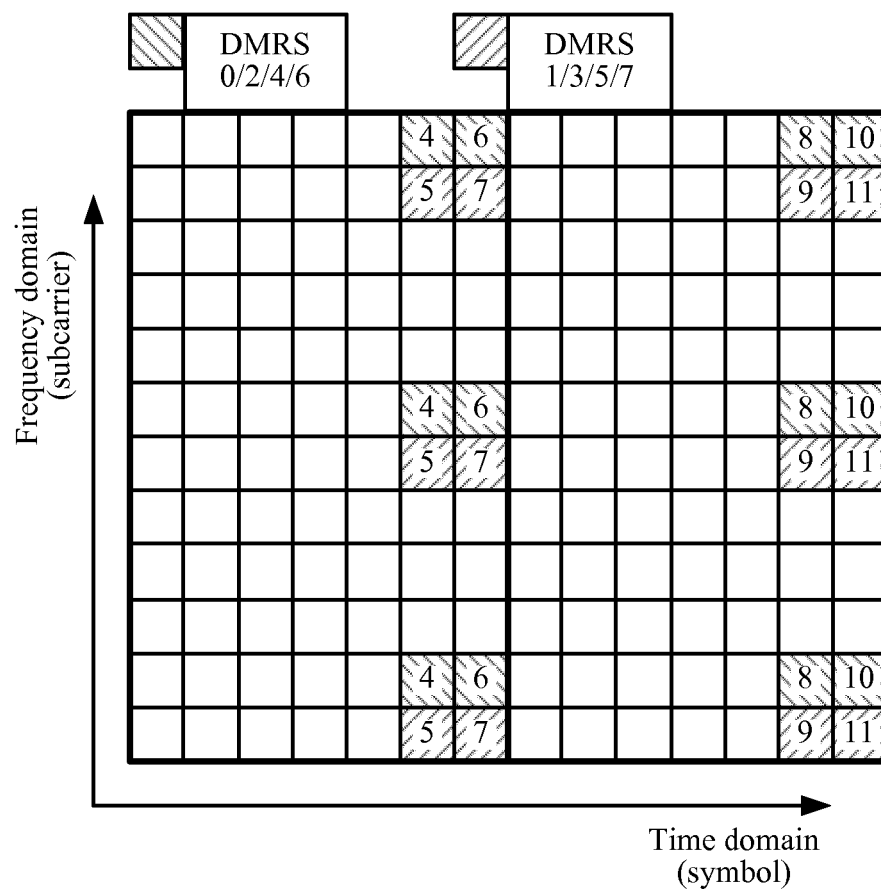 DMRS
0/2/4/6
DMRS
1/3/5/7
4 6 8 10
5 7 9 11
Frequency domain
(subcarrier)
4 6 8 10
5 7 9 11
4 6 8 10
5 7 9 11
Time domain
(symbol)